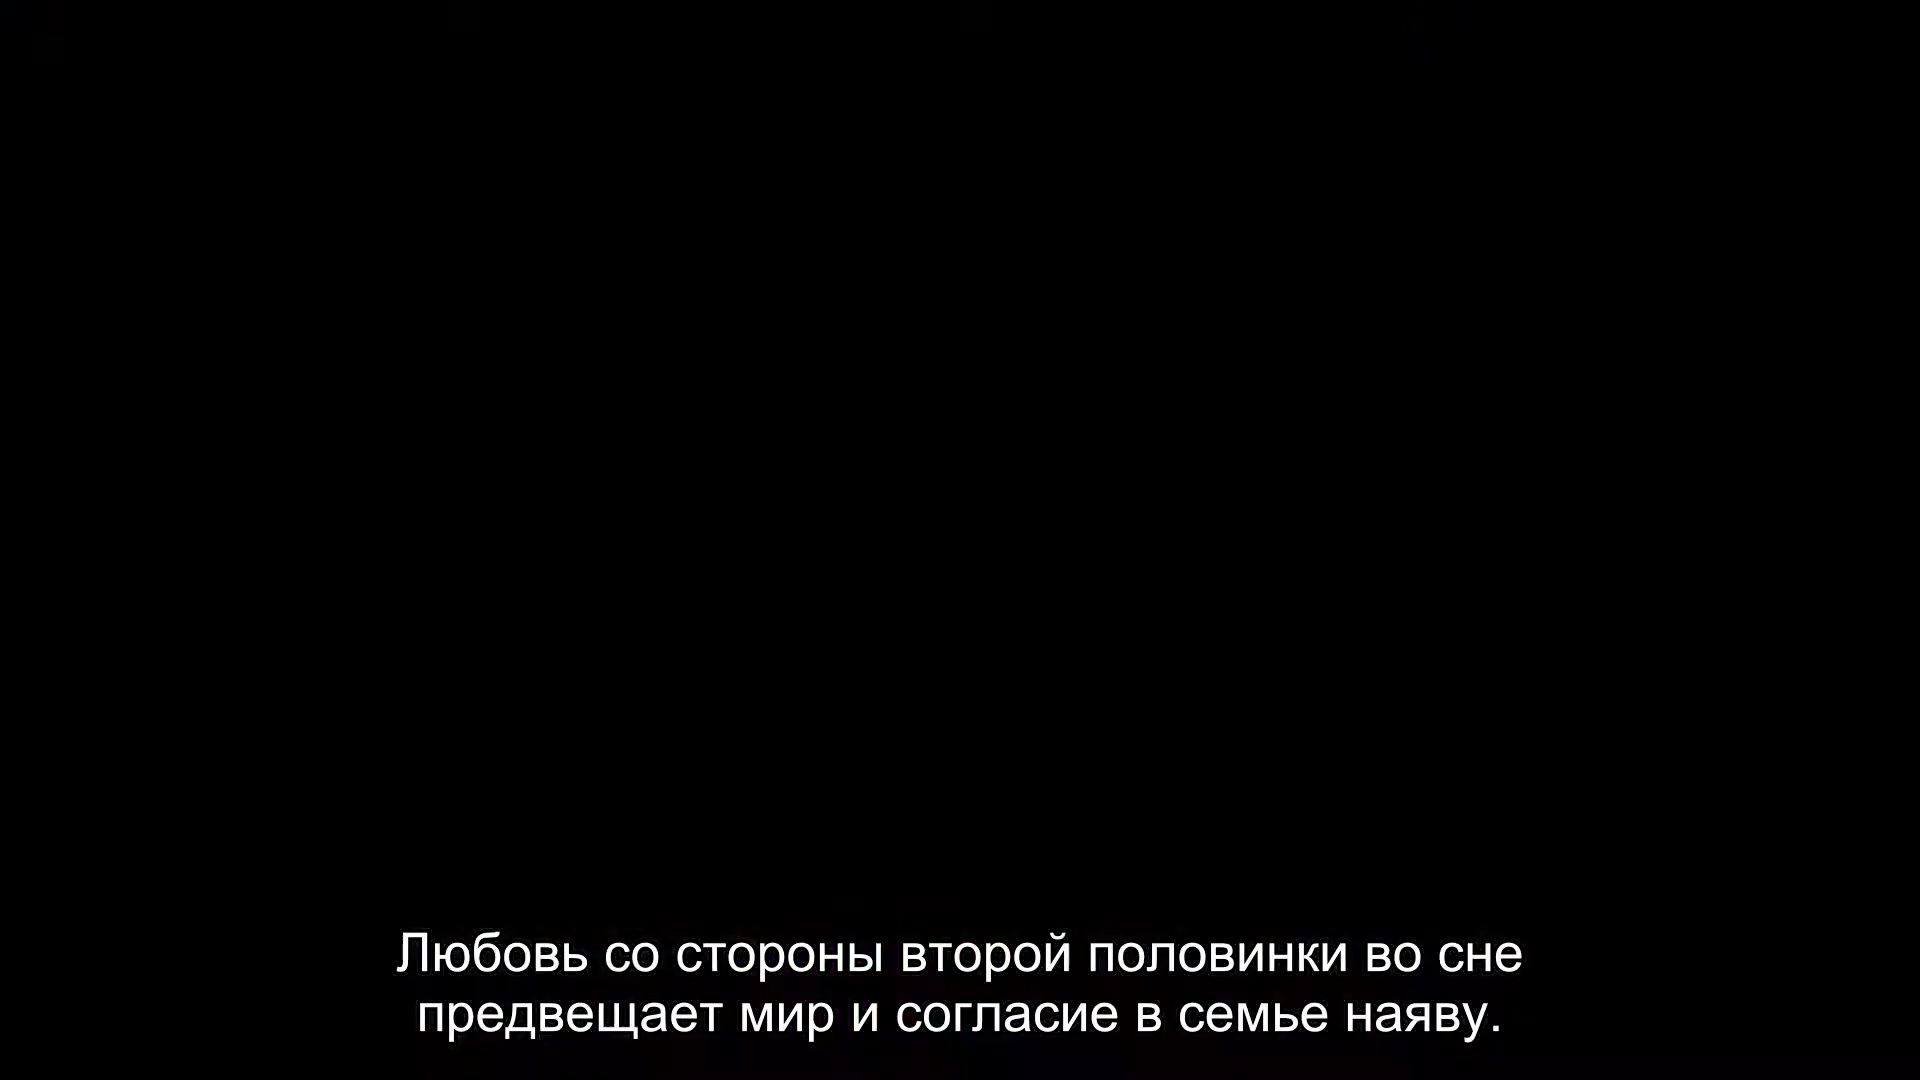 Любовь со стороны второй половинки во сне
предвещает мир и согласие в семье наяву.